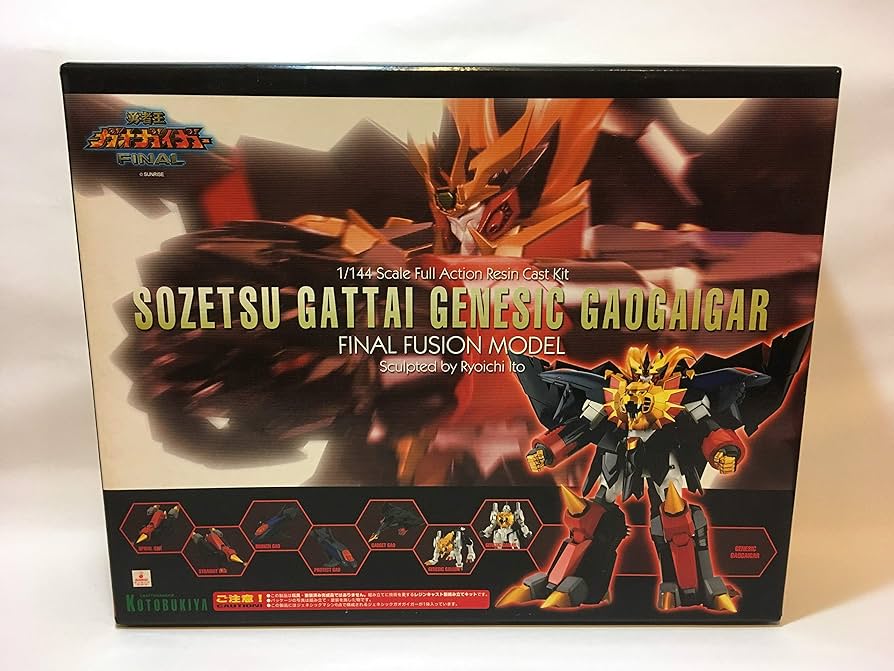 勇者王
ガオガイガー
FINAL
© SUNRISE
1/144 Scale Full Action Resin Cast Kit
SOZETSU GATTAI GENESIC GAOGAIGAR
FINAL FUSION MODEL
Sculpted by Ryoichi Ito
SPIRAL GAO
STRAIGHT GAO
BROKEN GAO
PROTECT GAO
GADGET GAO
GENESIC GAIGAR
GENESIC
GAOGAIGAR
KOTOBUKIYA
ご注意！
CAUTION!